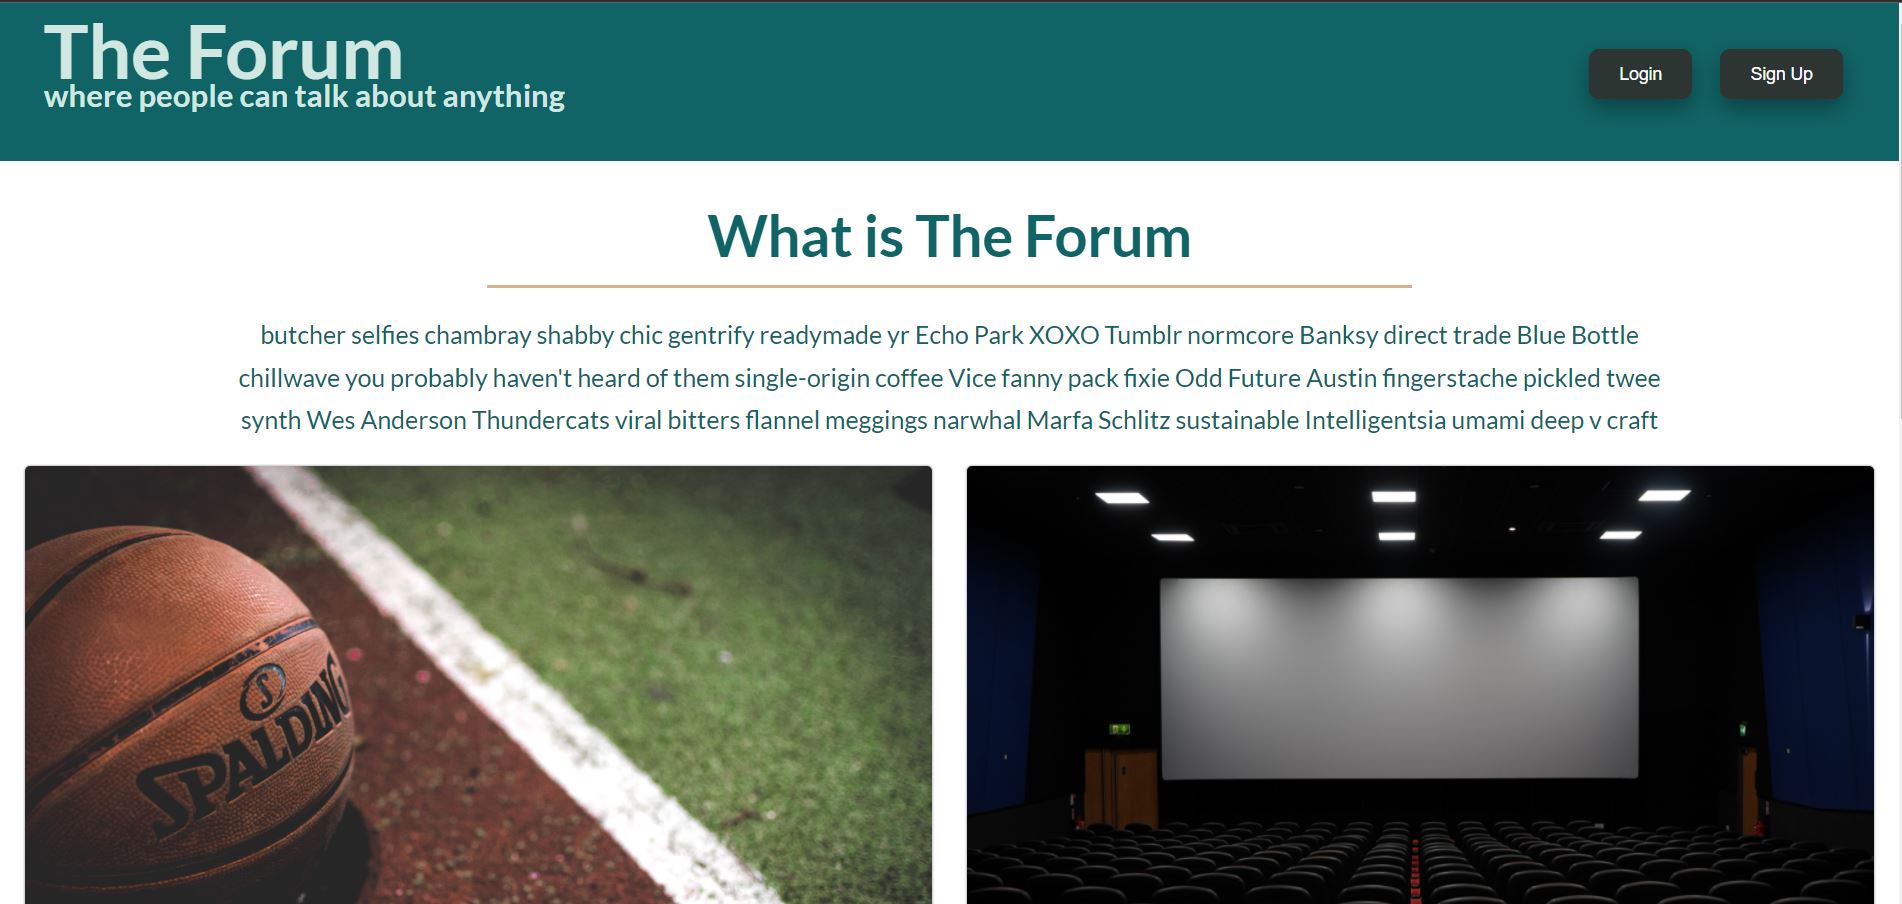 The Forum
where people can talk about anything
Login
Sign Up
What is The Forum
butcher selfies chambray shabby chic gentrify readymade yr Echo Park XOXO Tumblr normcore Banksy direct trade Blue Bottle
chillwave you probably haven't heard of them single-origin coffee Vice fanny pack fixie Odd Future Austin fingerstache pickled twee
synth Wes Anderson Thundercats viral bitters flannel meggings narwhal Marfa Schlitz sustainable Intelligentsia umami deep v craft
S
SPALDING